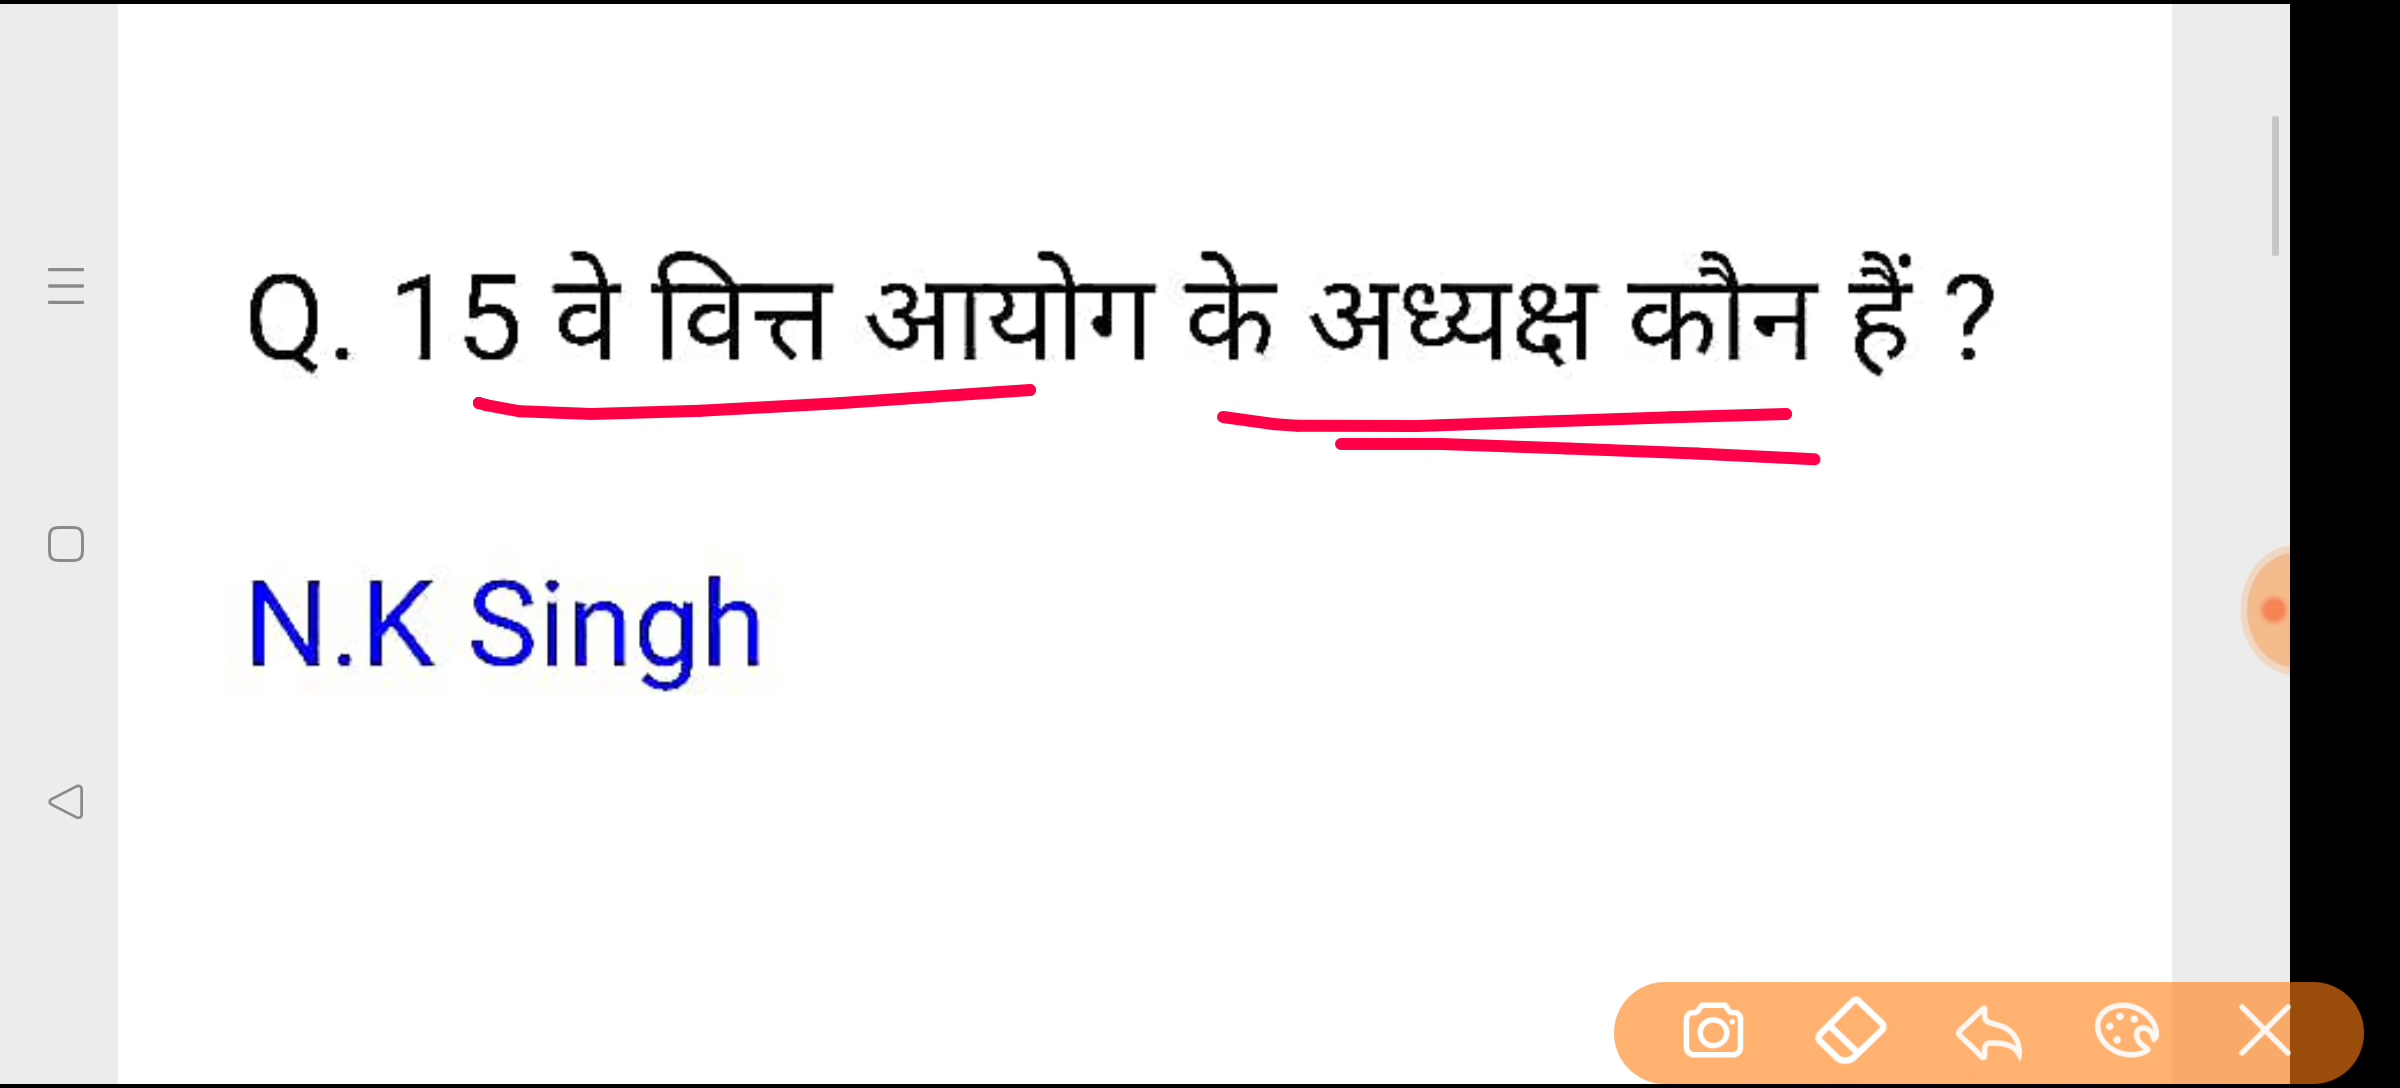 Q. 15 वे वित्त आयोग के अध्यक्ष कौन हैं ?
N.K Singh